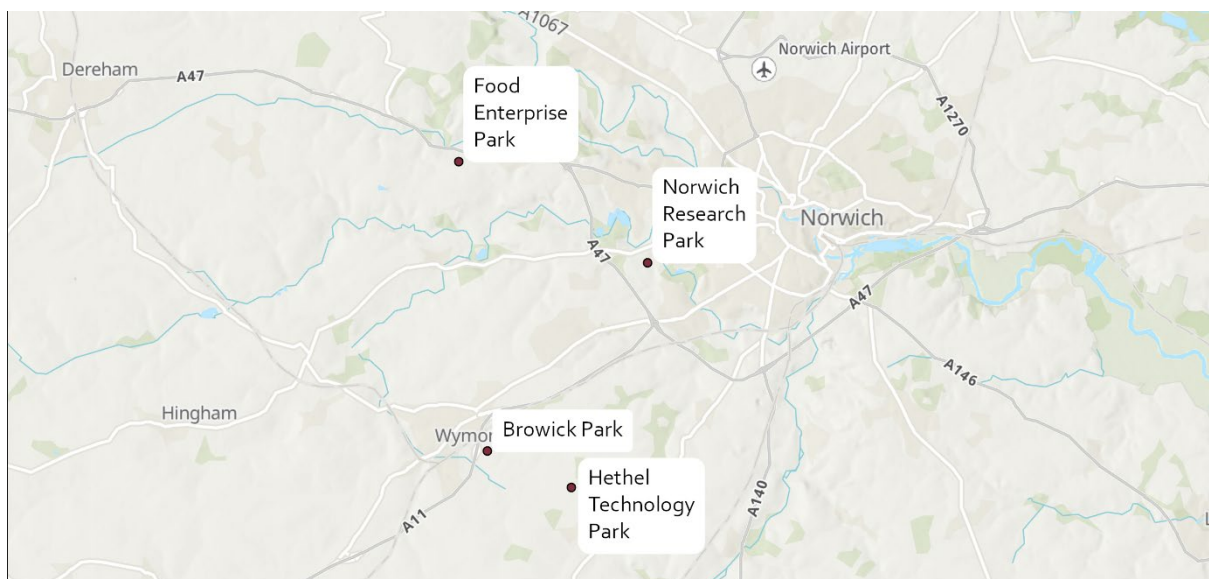 A1067
Norwich Airport
Dereham
A47
Food
Enterprise
Park
A1270
Norwich
Research
Park
Norwich
A47
A47
A146
Hingham
Browick Park
Hethel
Technology
Park
A140
A11